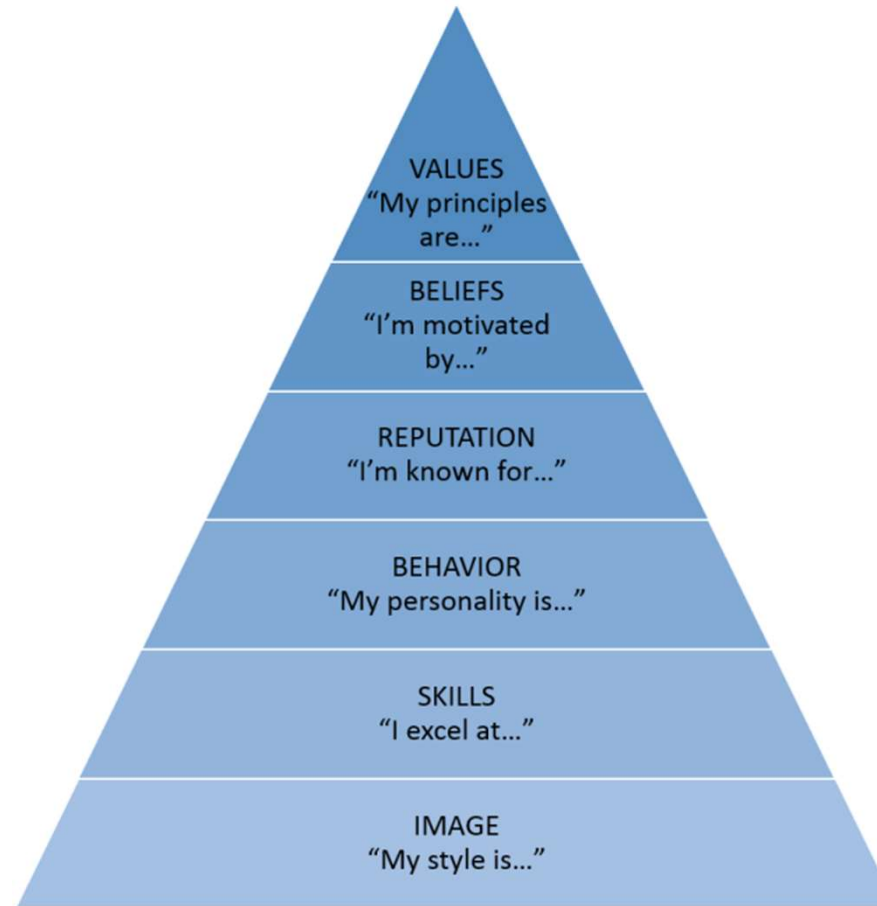 VALUES
“My principles
are…”
BELIEFS
“I’m motivated
by…”
REPUTATION
“I’m known for…”
BEHAVIOR
“My personality is…”
SKILLS
“I excel at…”
IMAGE
“My style is…”